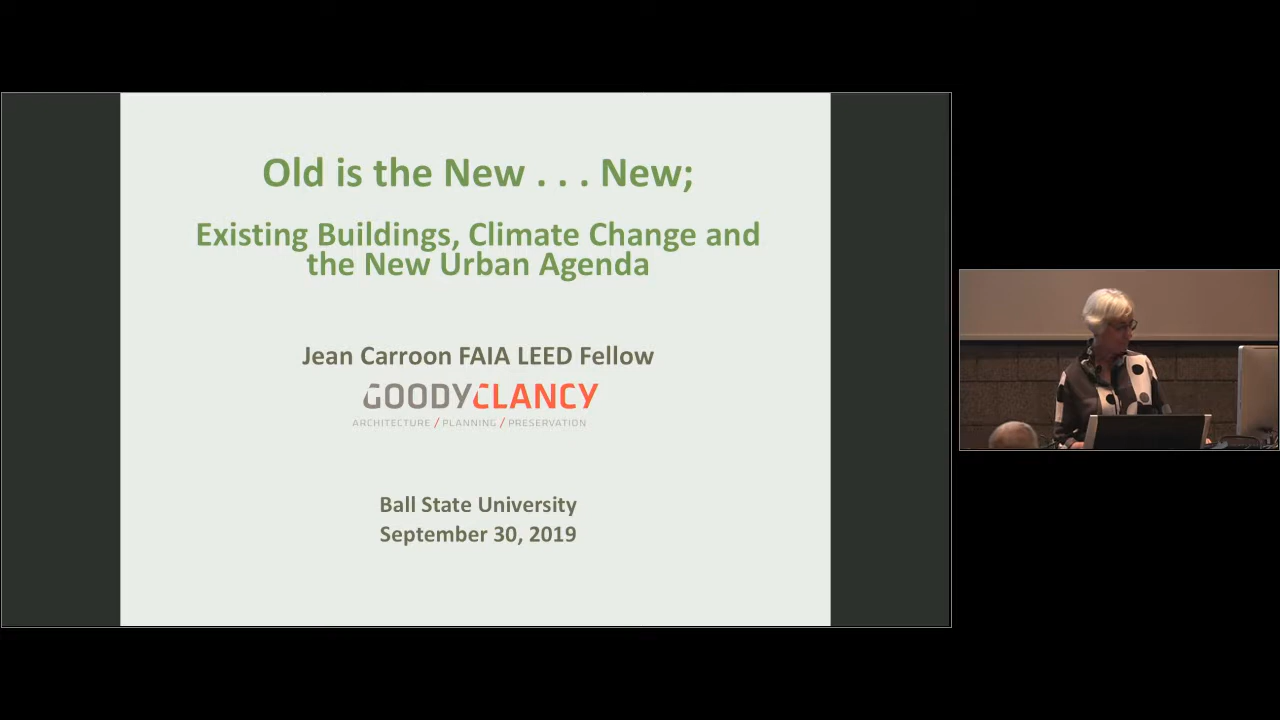 Old is the New . . . New;
Existing Buildings, Climate Change and
the New Urban Agenda
Jean Carroon FAIA LEED Fellow
GOODYCLANCY
ARCHITECTURE / PLANNING / PRESERVATION
Ball State University
September 30, 2019